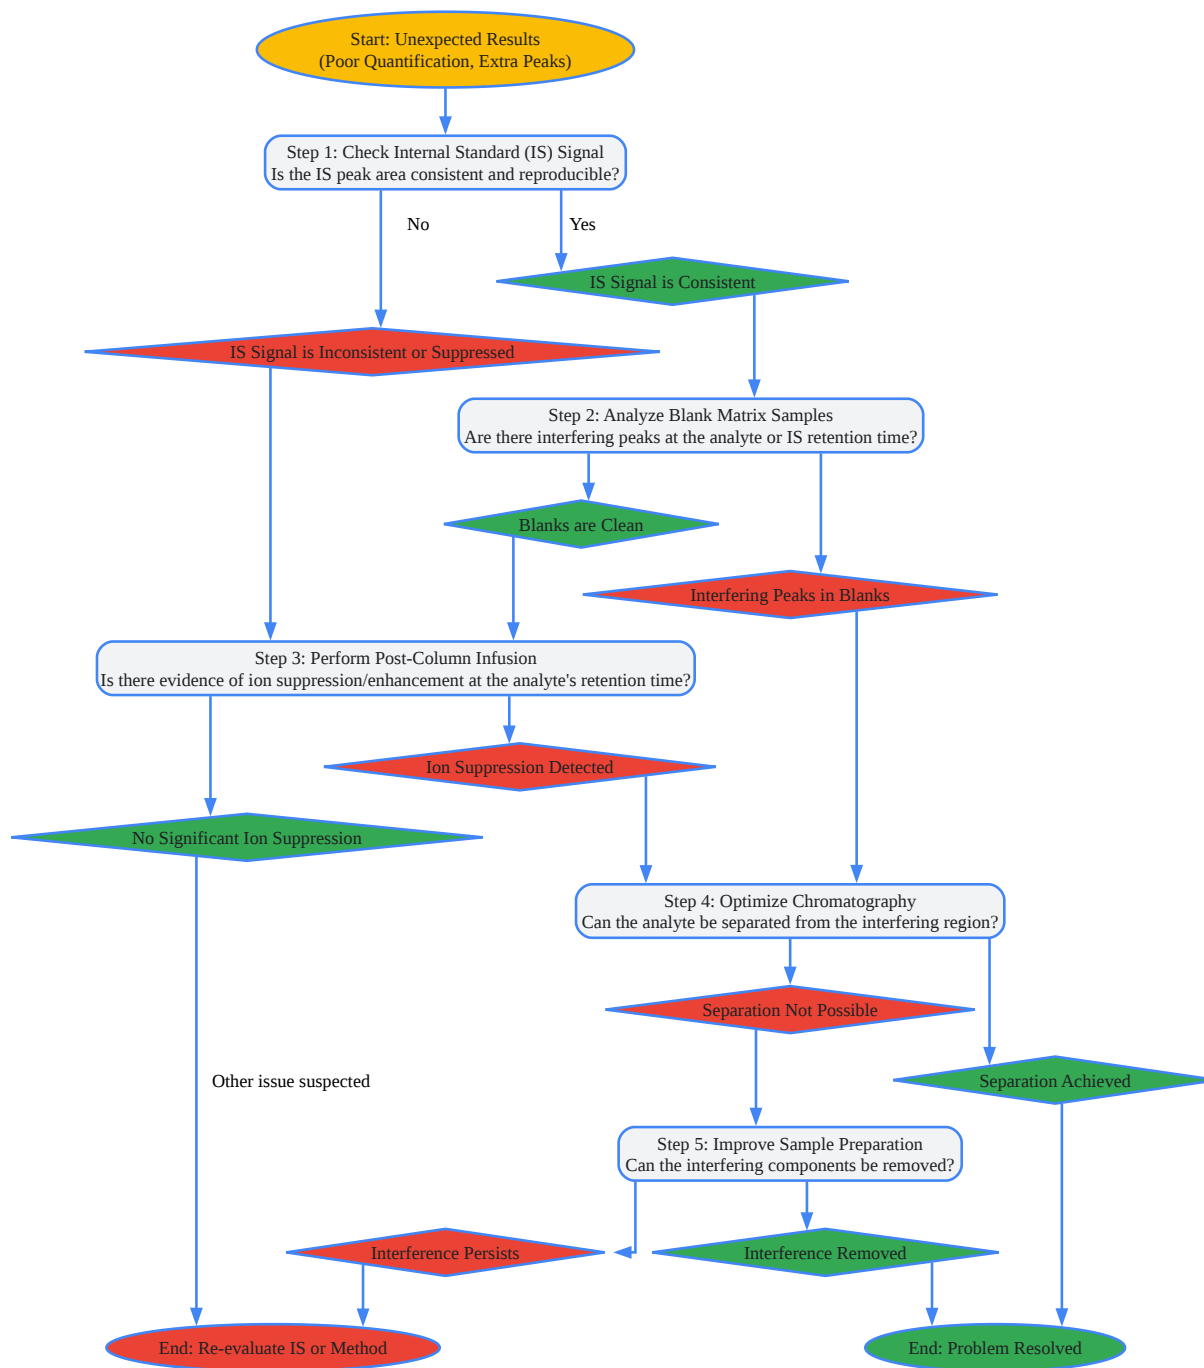 Start: Unexpected Results
(Poor Quantification, Extra Peaks)
Step 1: Check Internal Standard (IS) Signal
Is the IS peak area consistent and reproducible?
No
Yes
IS Signal is Consistent
IS Signal is Inconsistent or Suppressed
Step 2: Analyze Blank Matrix Samples
Are there interfering peaks at the analyte or IS retention time?
Blanks are Clean
Interfering Peaks in Blanks
Step 3: Perform Post-Column Infusion
Is there evidence of ion suppression/enhancement at the analyte's retention time?
Ion Suppression Detected
No Significant Ion Suppression
Step 4: Optimize Chromatography
Can the analyte be separated from the interfering region?
Separation Not Possible
Other issue suspected
Separation Achieved
Step 5: Improve Sample Preparation
Can the interfering components be removed?
Interference Persists
Interference Removed
End: Re-evaluate IS or Method
End: Problem Resolved